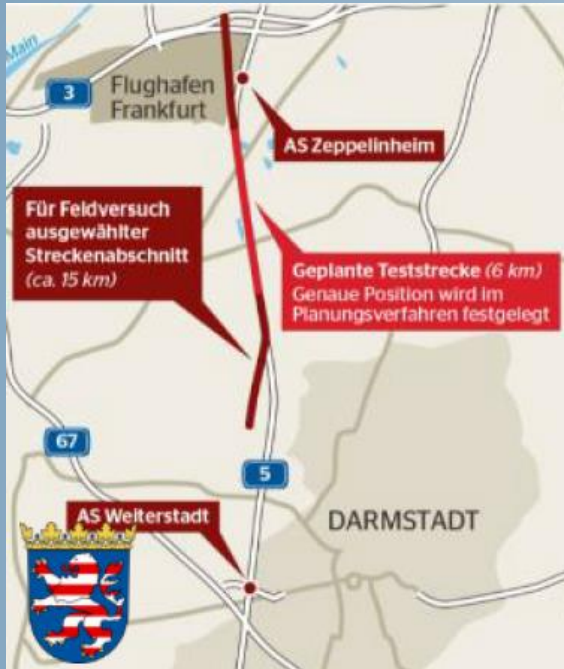 Main
Flughafen
Frankfurt
3
AS Zeppelinheim
Für Feldversuch
ausgewählter
Streckenabschnitt
(ca. 15 km)
Geplante Teststrecke (6 km)
Genaue Position wird im
Planungsverfahren festgelegt
67
5
AS Weiterstadt
DARMSTADT